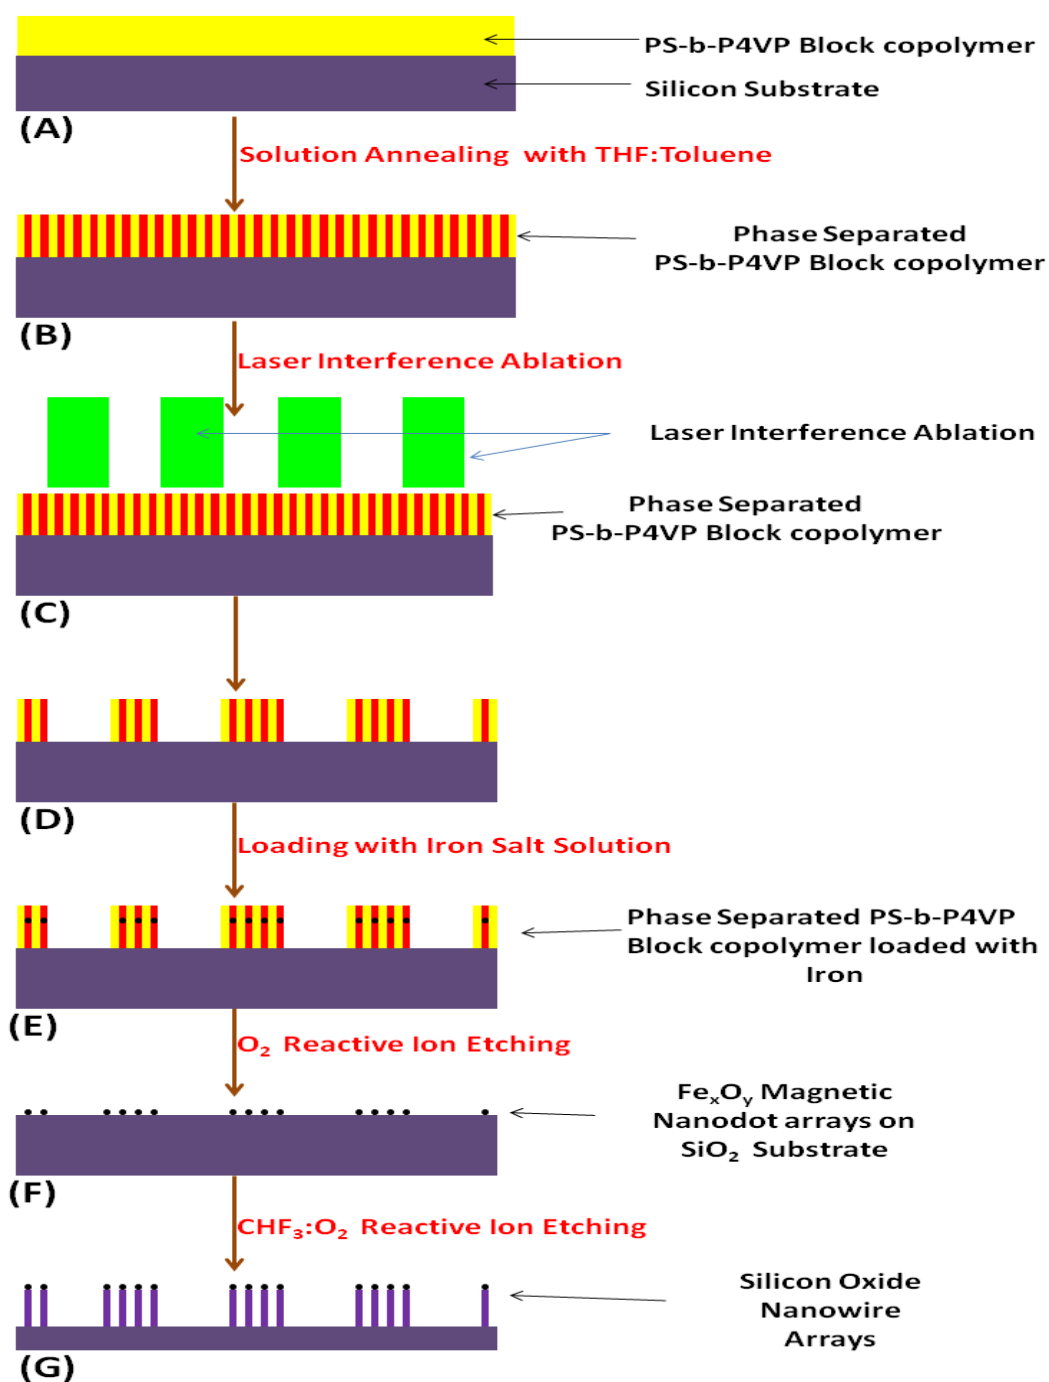 PS-b-P4VP Block copolymer
Silicon Substrate
(A)
Solution Annealing with THF:Toluene
Phase Separated
PS-b-P4VP Block copolymer
(B)
Laser Interference Ablation
Laser Interference Ablation
Phase Separated
PS-b-P4VP Block copolymer
(C)
(D)
Loading with Iron Salt Solution
Phase Separated PS-b-P4VP
Block copolymer loaded with
Iron
(E)
O₂ Reactive Ion Etching
FeₓOᵧ Magnetic
Nanodot arrays on
SiO₂ Substrate
(F)
CHF₃:O₂ Reactive Ion Etching
Silicon Oxide
Nanowire
Arrays
(G)